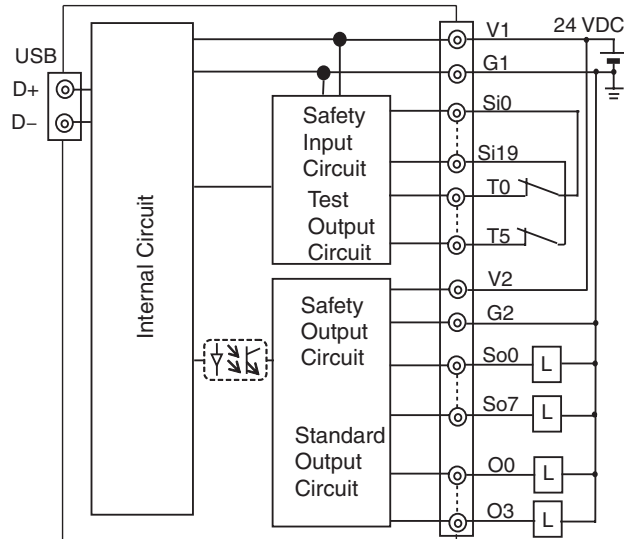 V1
24 VDC
USB
G1
D+
D−
Si0
Safety
Input
Circuit
Si19
Test
Output
Circuit
T0
T5
Internal Circuit
V2
Safety
Output
Circuit
G2
So0
L
So7
L
Standard
Output
Circuit
O0
L
O3
L